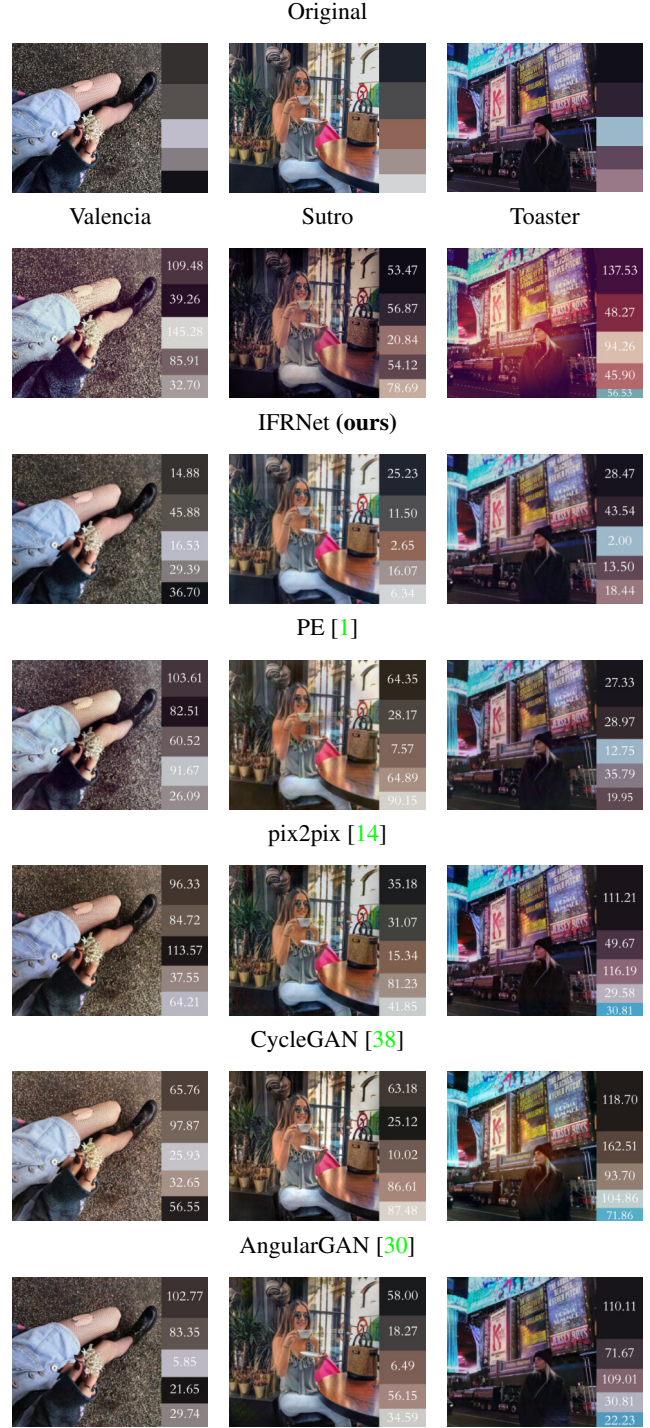 Original
Valencia Sutro Toaster
109.48 53.47 137.53
39.26 56.87 48.27
145.28 20.84 94.26
85.91 54.12 45.90
32.70 78.69 56.53
IFRNet (ours)
14.88 25.23 28.47
45.88 11.50 43.54
16.53 2.65 2.00
29.39 16.07 13.50
36.70 6.34 18.44
PE [1]
103.61 64.35 27.33
82.51 28.17 28.97
60.52 7.57 12.75
91.67 64.89 35.79
26.09 90.15 19.95
pix2pix [14]
96.33 35.18 111.21
84.72 31.07 49.67
113.57 15.34 116.19
37.55 81.23 29.58
64.21 41.85 30.81
CycleGAN [38]
65.76 63.18 118.70
97.87 25.12 162.51
25.93 10.02 93.70
32.65 86.61 104.86
56.55 87.48 71.86
AngularGAN [30]
102.77 58.00 110.11
83.35 18.27 71.67
5.85 6.49 109.01
21.65 56.15 30.81
29.74 34.59 22.23